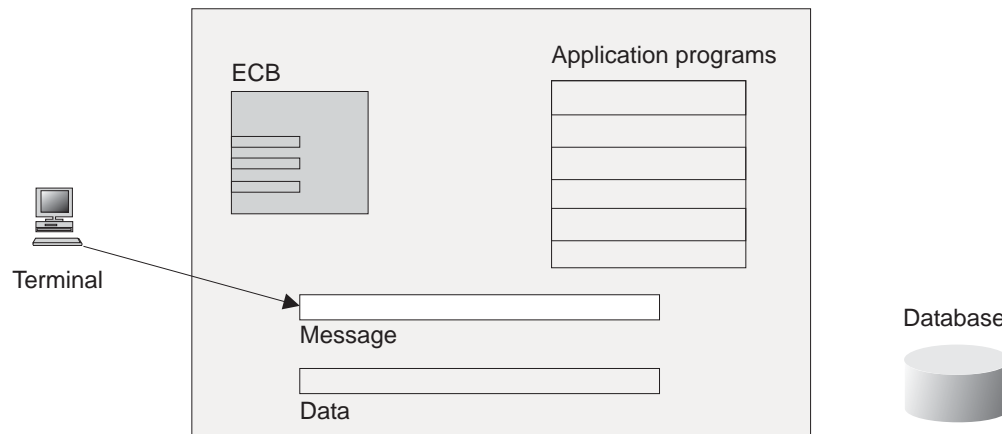 ECB
Application programs
Terminal
Message
Database
Data